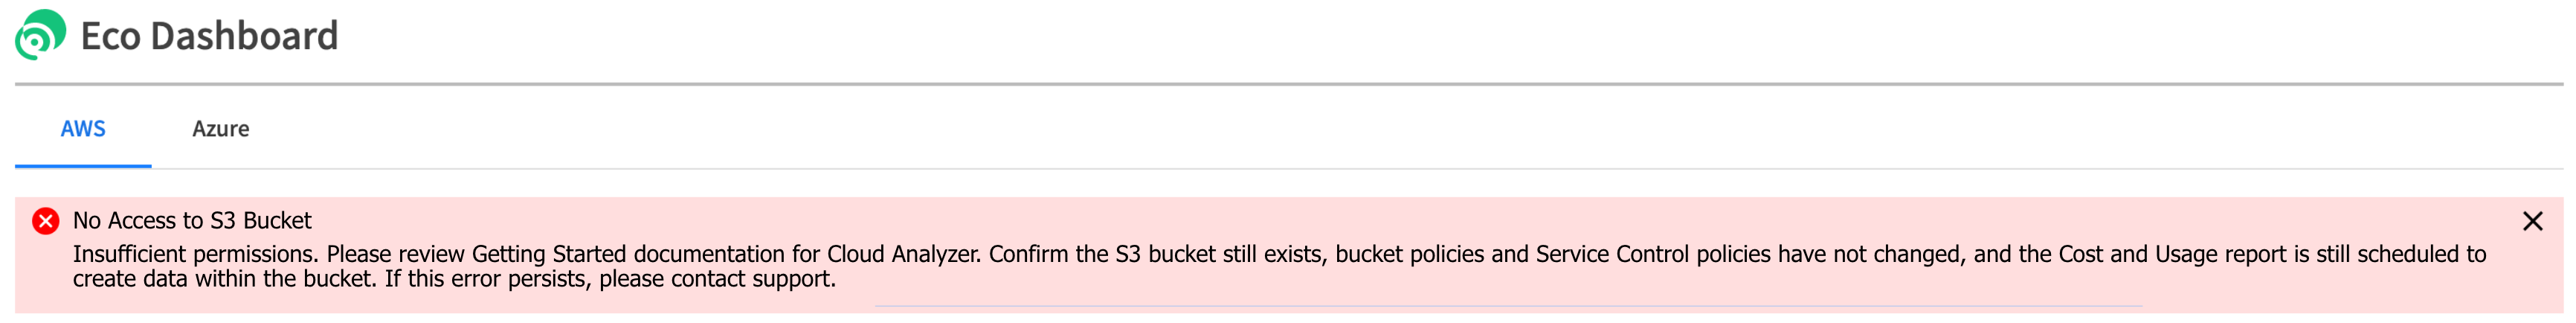 Eco Dashboard
AWS Azure
No Access to S3 Bucket
Insufficient permissions. Please review Getting Started documentation for Cloud Analyzer. Confirm the S3 bucket still exists, bucket policies and Service Control policies have not changed, and the Cost and Usage report is still scheduled to
create data within the bucket. If this error persists, please contact support.